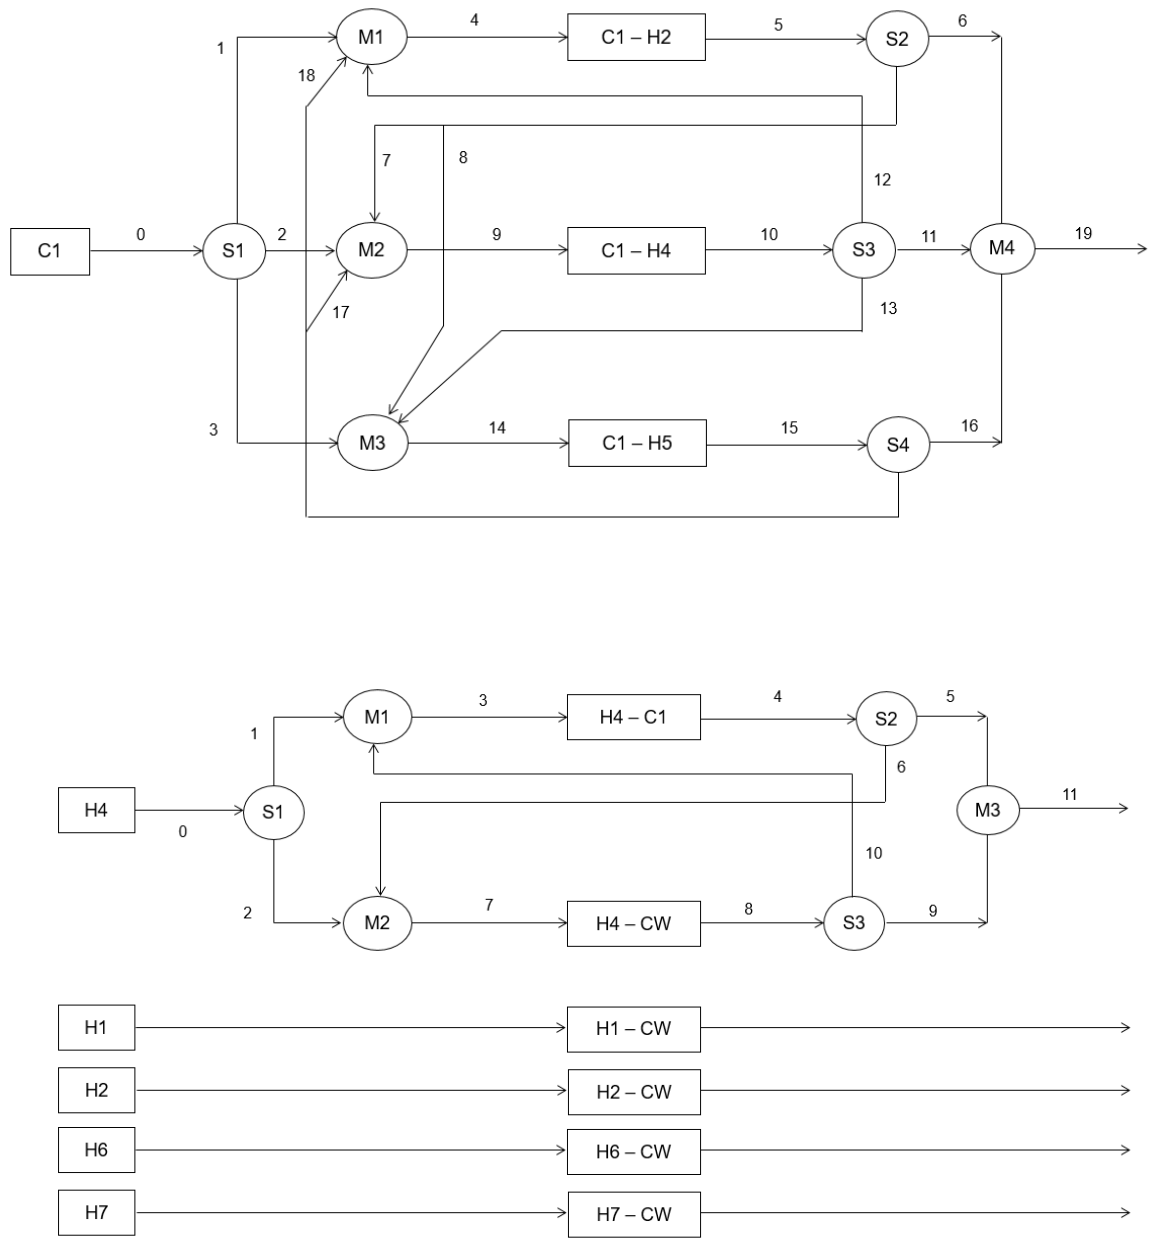 M1
4
C1 – H2
5
S2
6
1
18
7
8
12
C1
0
S1
2
M2
9
C1 – H4
10
S3
11
M4
19
17
13
3
M3
14
C1 – H5
15
S4
16
M1
3
H4 – C1
4
S2
5
1
6
H4
0
S1
M3
11
10
2
M2
7
H4 – CW
8
S3
9
H1
H1 – CW
H2
H2 – CW
H6
H6 – CW
H7
H7 – CW